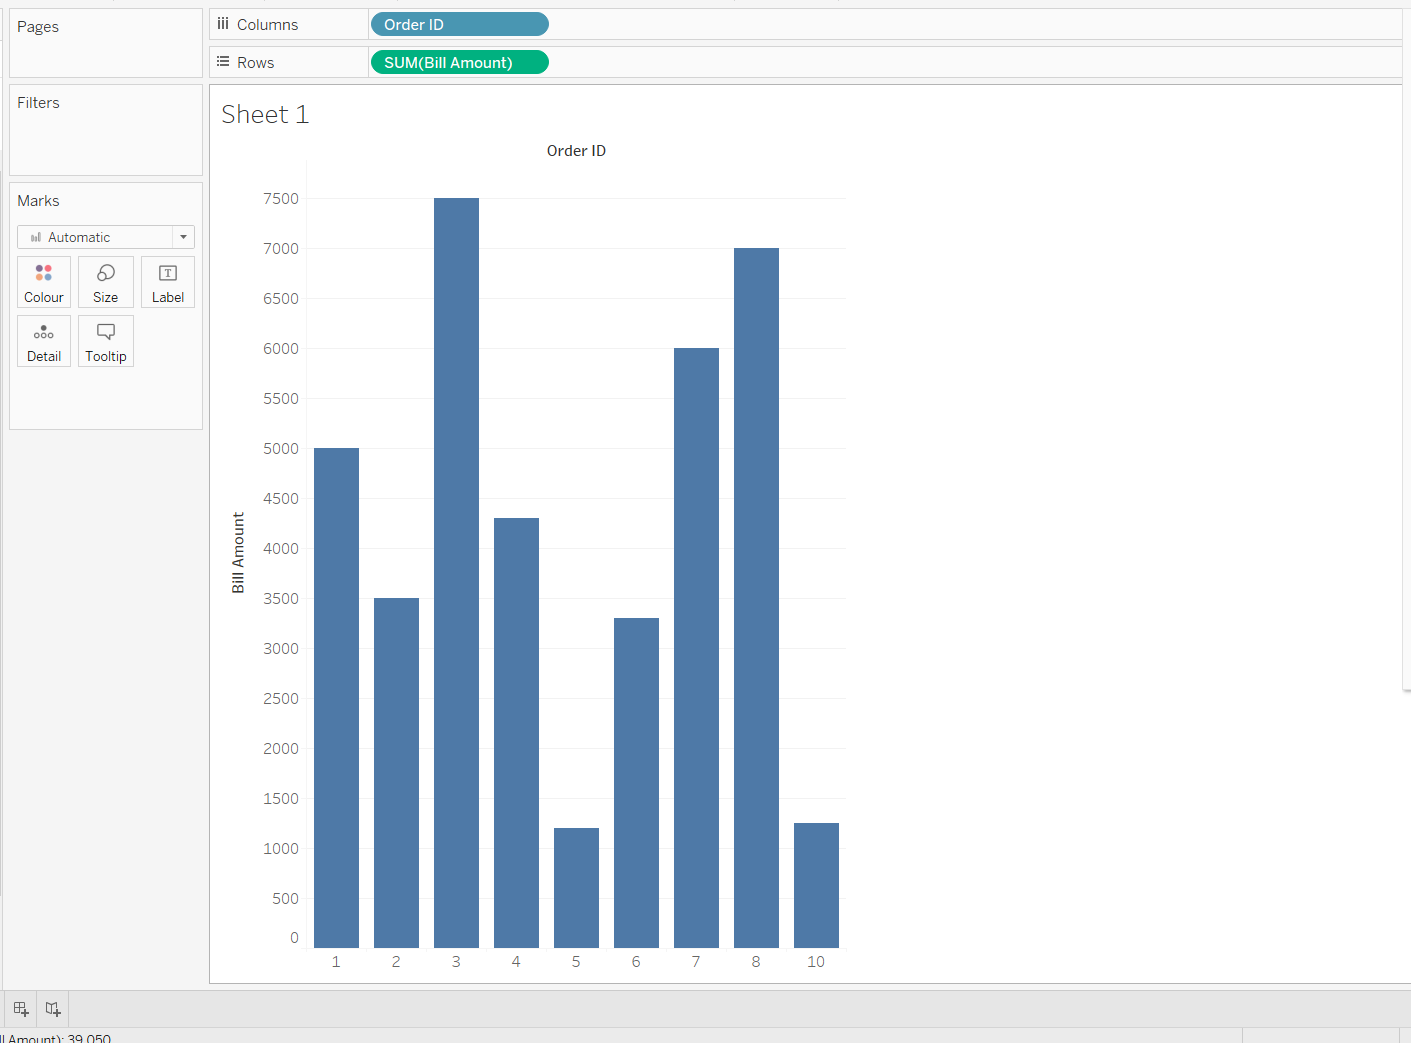 Pages
Columns
Order ID
Rows
SUM(Bill Amount)
Filters
Marks
Automatic
Colour
Size
Label
Detail
Tooltip
Sheet 1
Order ID
Bill Amount
7500
7000
6500
6000
5500
5000
4500
4000
3500
3000
2500
2000
1500
1000
500
0
1 2 3 4 5 6 7 8 10
ll Amount): 39,050